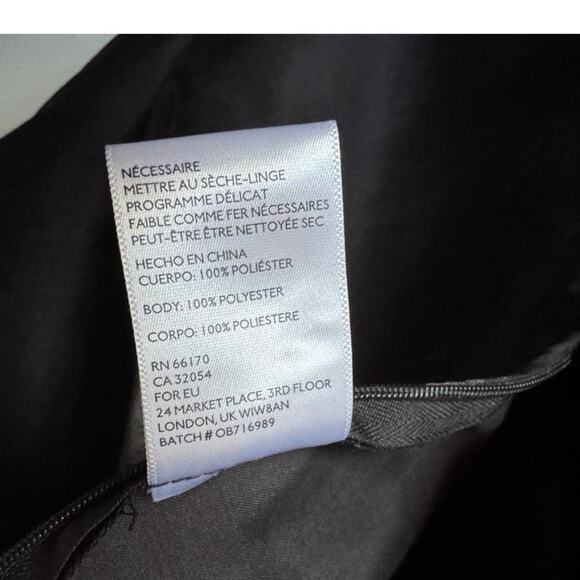 NÉCESSAIRE
METTRE AU SÈCHE-LINGE
PROGRAMME DÉLICAT
FAIBLE COMME FER NÉCESSAIRES
PEUT-ÊTRE ÊTRE NETTOYÉE SEC
HECHO EN CHINA
CUERPO: 100% POLIÉSTER
BODY: 100% POLYESTER
CORPO: 100% POLIESTERE
RN 66170
CA 32054
FOR EU
24 MARKET PLACE, 3RD FLOOR
LONDON, UK WIW8AN
BATCH # OB716989